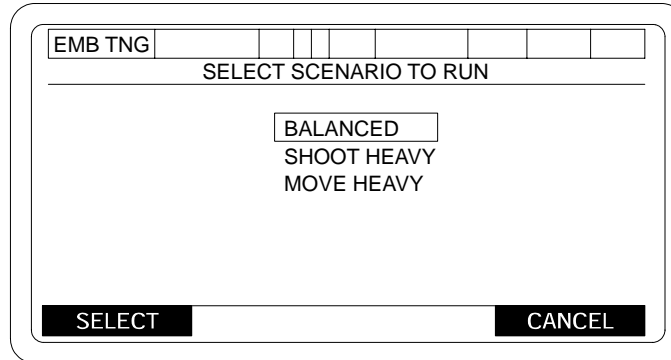 EMB TNG
SELECT SCENARIO TO RUN
BALANCED
SHOOT HEAVY
MOVE HEAVY
SELECT CANCEL